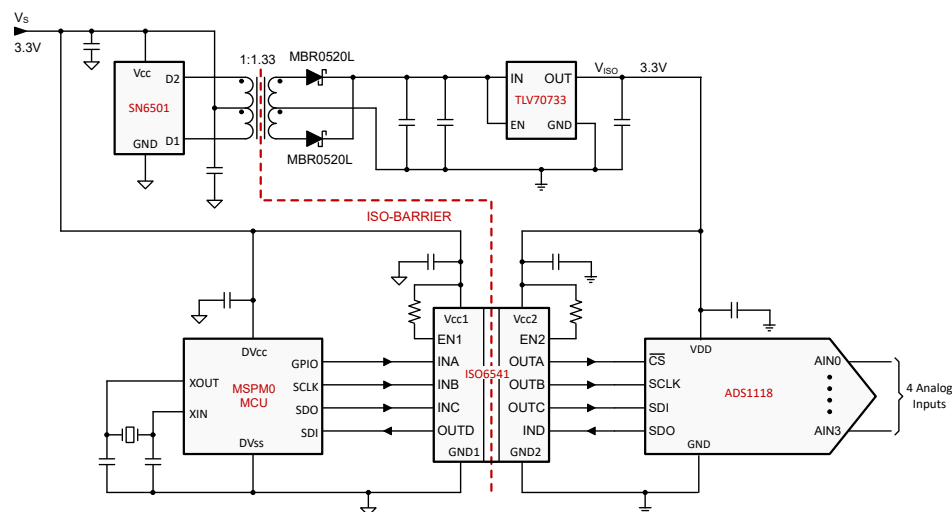 VS
3.3V
1:1.33
MBR0520L
MBR0520L
Vcc
D2
SN6501
GND
D1
IN
OUT
TLV70733
EN
GND
VISO
3.3V
ISO-BARRIER
DVcc
XOUT
XIN
MSPM0
MCU
GPIO
SCLK
SDO
SDI
DVss
Vcc1
EN1
INA
INB
INC
OUTD
GND1
ISO6541
Vcc2
EN2
OUTA
OUTB
OUTC
IND
GND2
VDD
CS
SCLK
SDI
SDO
GND
ADS1118
AIN0
AIN3
4 Analog
Inputs